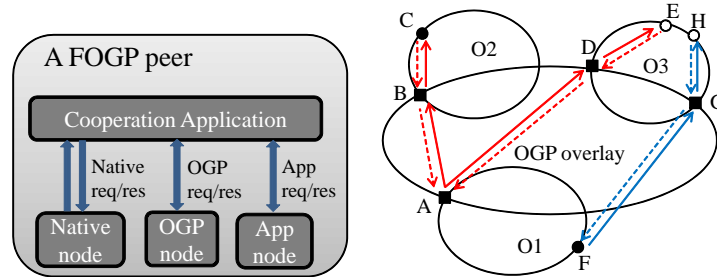 A FOGP peer
Cooperation Application
Native req/res
OGP req/res
App req/res
Native node
OGP node
App node
C
E
H
O2
D
O3
B
G
OGP overlay
A
O1
F